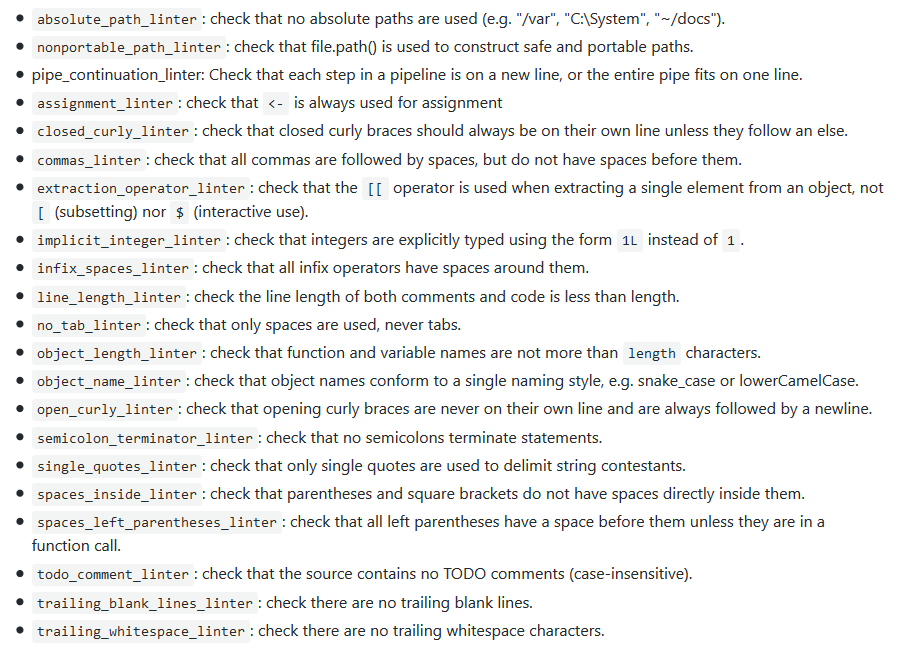 • absolute_path_linter : check that no absolute paths are used (e.g. "/var", "C:\System", "~/docs").
• nonportable_path_linter : check that file.path() is used to construct safe and portable paths.
• pipe_continuation_linter: Check that each step in a pipeline is on a new line, or the entire pipe fits on one line.
• assignment_linter : check that <- is always used for assignment
• closed_curly_linter : check that closed curly braces should always be on their own line unless they follow an else.
• commas_linter : check that all commas are followed by spaces, but do not have spaces before them.
• extraction_operator_linter : check that the [[ operator is used when extracting a single element from an object, not
[ (subsetting) nor $ (interactive use).
• implicit_integer_linter : check that integers are explicitly typed using the form 1L instead of 1 .
• infix_spaces_linter : check that all infix operators have spaces around them.
• line_length_linter : check the line length of both comments and code is less than length.
• no_tab_linter : check that only spaces are used, never tabs.
• object_length_linter : check that function and variable names are not more than length characters.
• object_name_linter : check that object names conform to a single naming style, e.g. snake_case or lowerCamelCase.
• open_curly_linter : check that opening curly braces are never on their own line and are always followed by a newline.
• semicolon_terminator_linter : check that no semicolons terminate statements.
• single_quotes_linter : check that only single quotes are used to delimit string contestants.
• spaces_inside_linter : check that parentheses and square brackets do not have spaces directly inside them.
• spaces_left_parentheses_linter : check that all left parentheses have a space before them unless they are in a
function call.
• todo_comment_linter : check that the source contains no TODO comments (case-insensitive).
• trailing_blank_lines_linter : check there are no trailing blank lines.
• trailing_whitespace_linter : check there are no trailing whitespace characters.